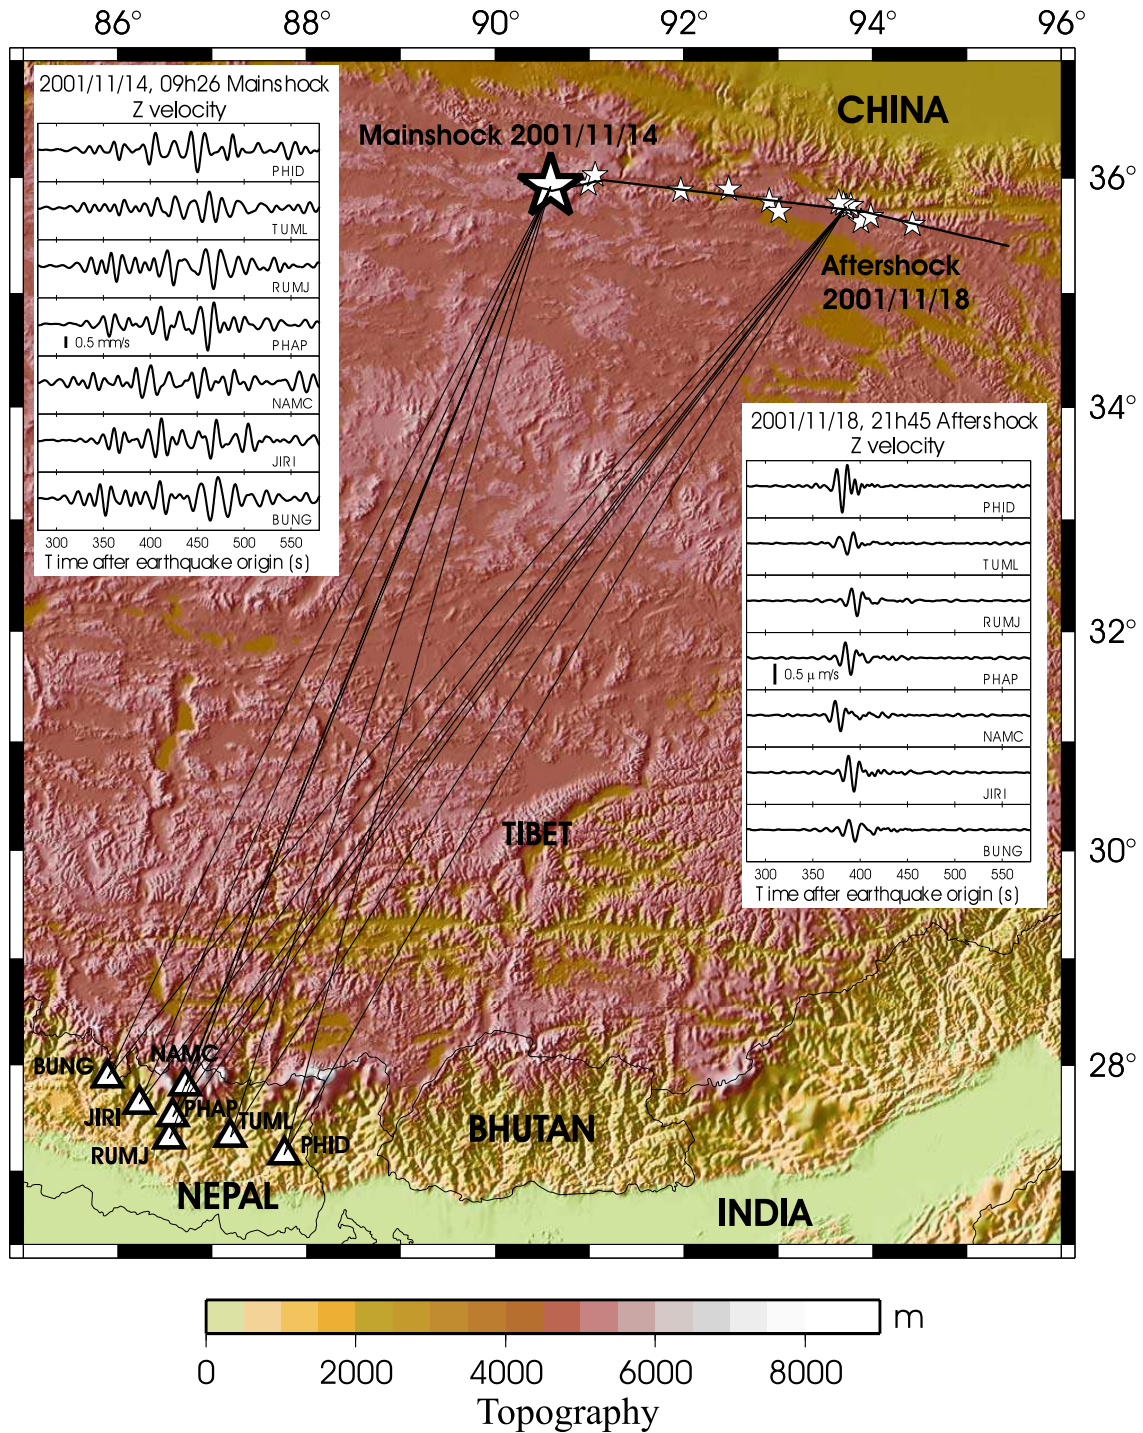 86°
88°
90°
92°
94°
96°
2001/11/14, 09h26 Mainshock
Z velocity
PHID
TUML
RUMJ
PHAP
0.5 mm/s
NAMC
JIRI
BUNG
300 350 400 450 500 550
Time after earthquake origin (s)
CHINA
Mainshock 2001/11/14
36°
Aftershock
2001/11/18
34°
2001/11/18, 21h45 Aftershock
Z velocity
PHID
TUML
RUMJ
PHAP
0.5 μ m/s
NAMC
JIRI
BUNG
300 350 400 450 500 550
Time after earthquake origin (s)
32°
TIBET
30°
28°
BUNG
NAMC
JIRI
PHAP
TUML
RUMJ
PHID
BHUTAN
NEPAL
INDIA
m
0 2000 4000 6000 8000
Topography